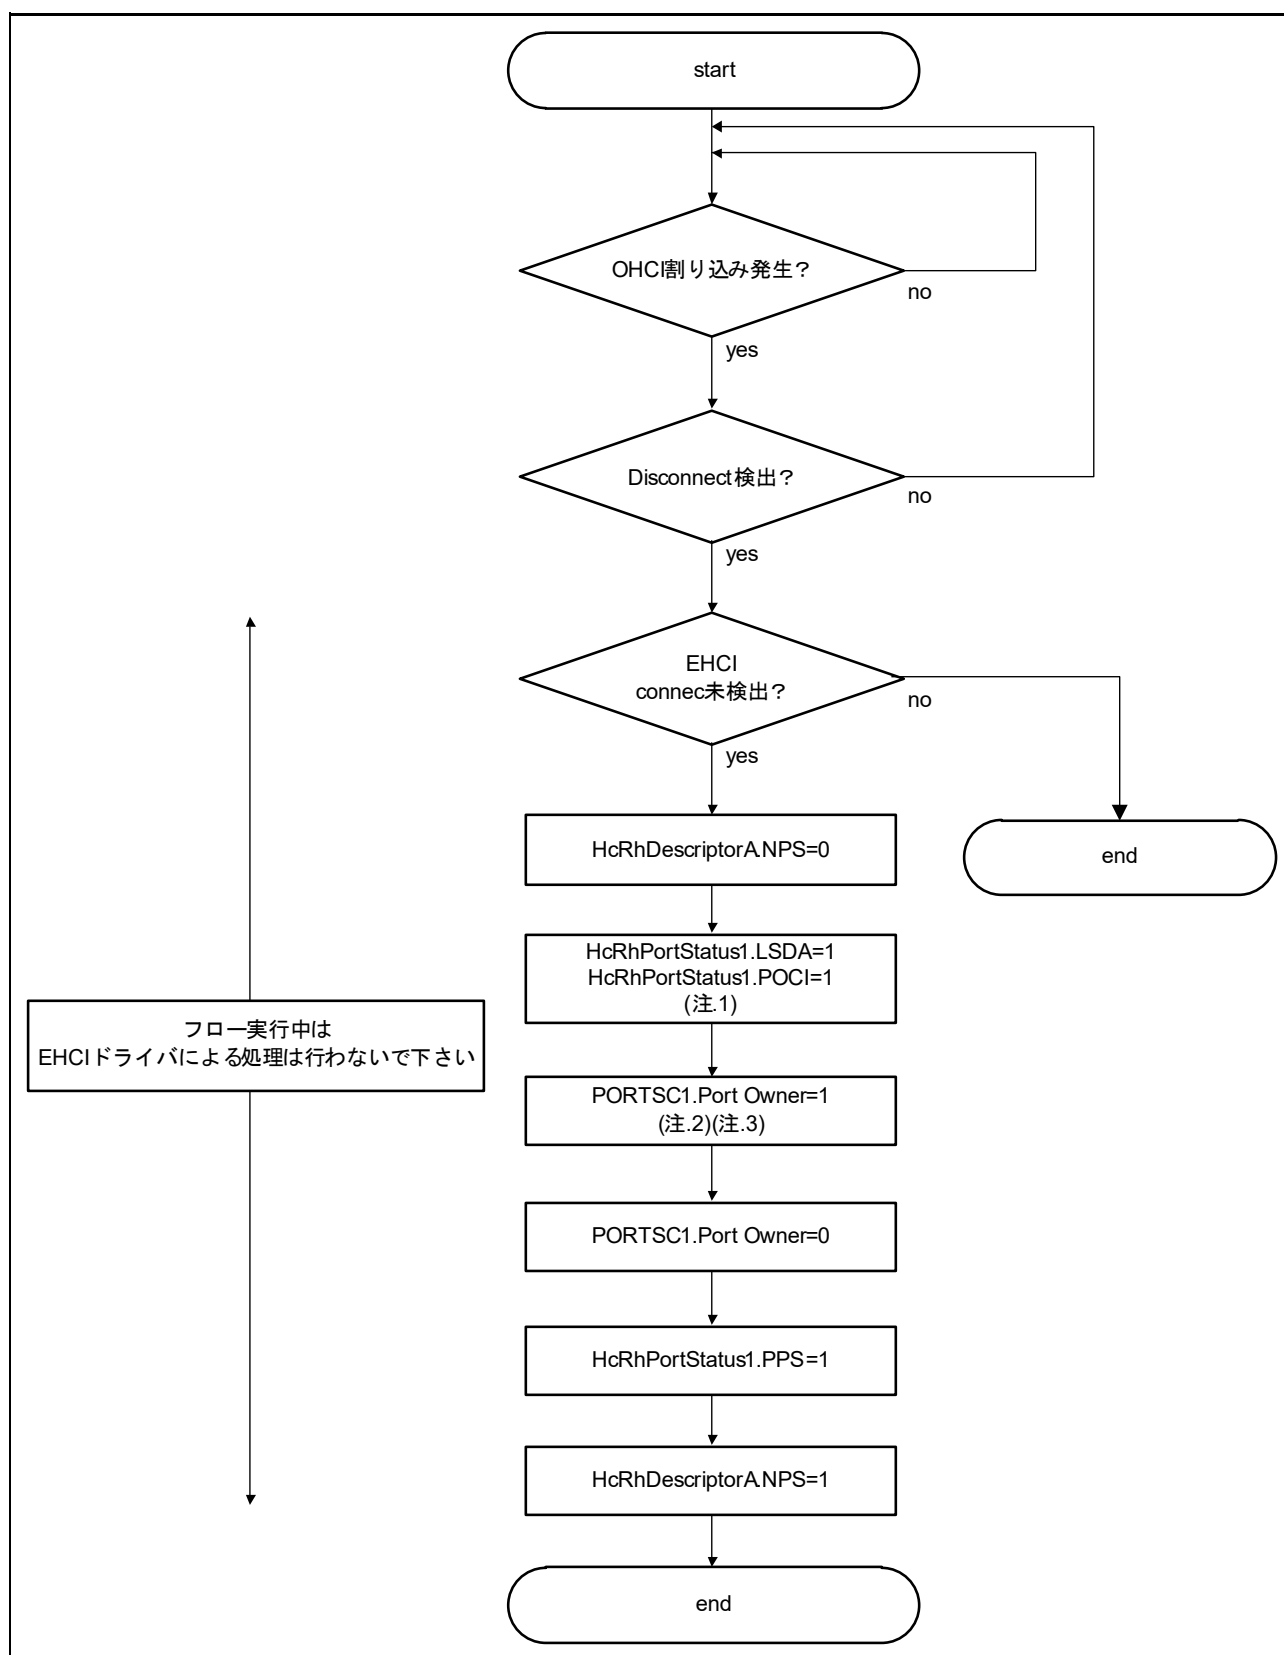 start
OHCI割り込み発生？
no
yes
Disconnect検出？
no
yes
EHCI
connec未検出？
no
yes
HcRhDescriptorA.NPS=0
end
HcRhPortStatus1.LSDA=1
HcRhPortStatus1.POCI=1
(注.1)
フロー実行中は
EHCIドライバによる処理は行わないで下さい
PORTSC1.Port Owner=1
(注.2)(注.3)
PORTSC1.Port Owner=0
HcRhPortStatus1.PPS=1
HcRhDescriptorA.NPS=1
end